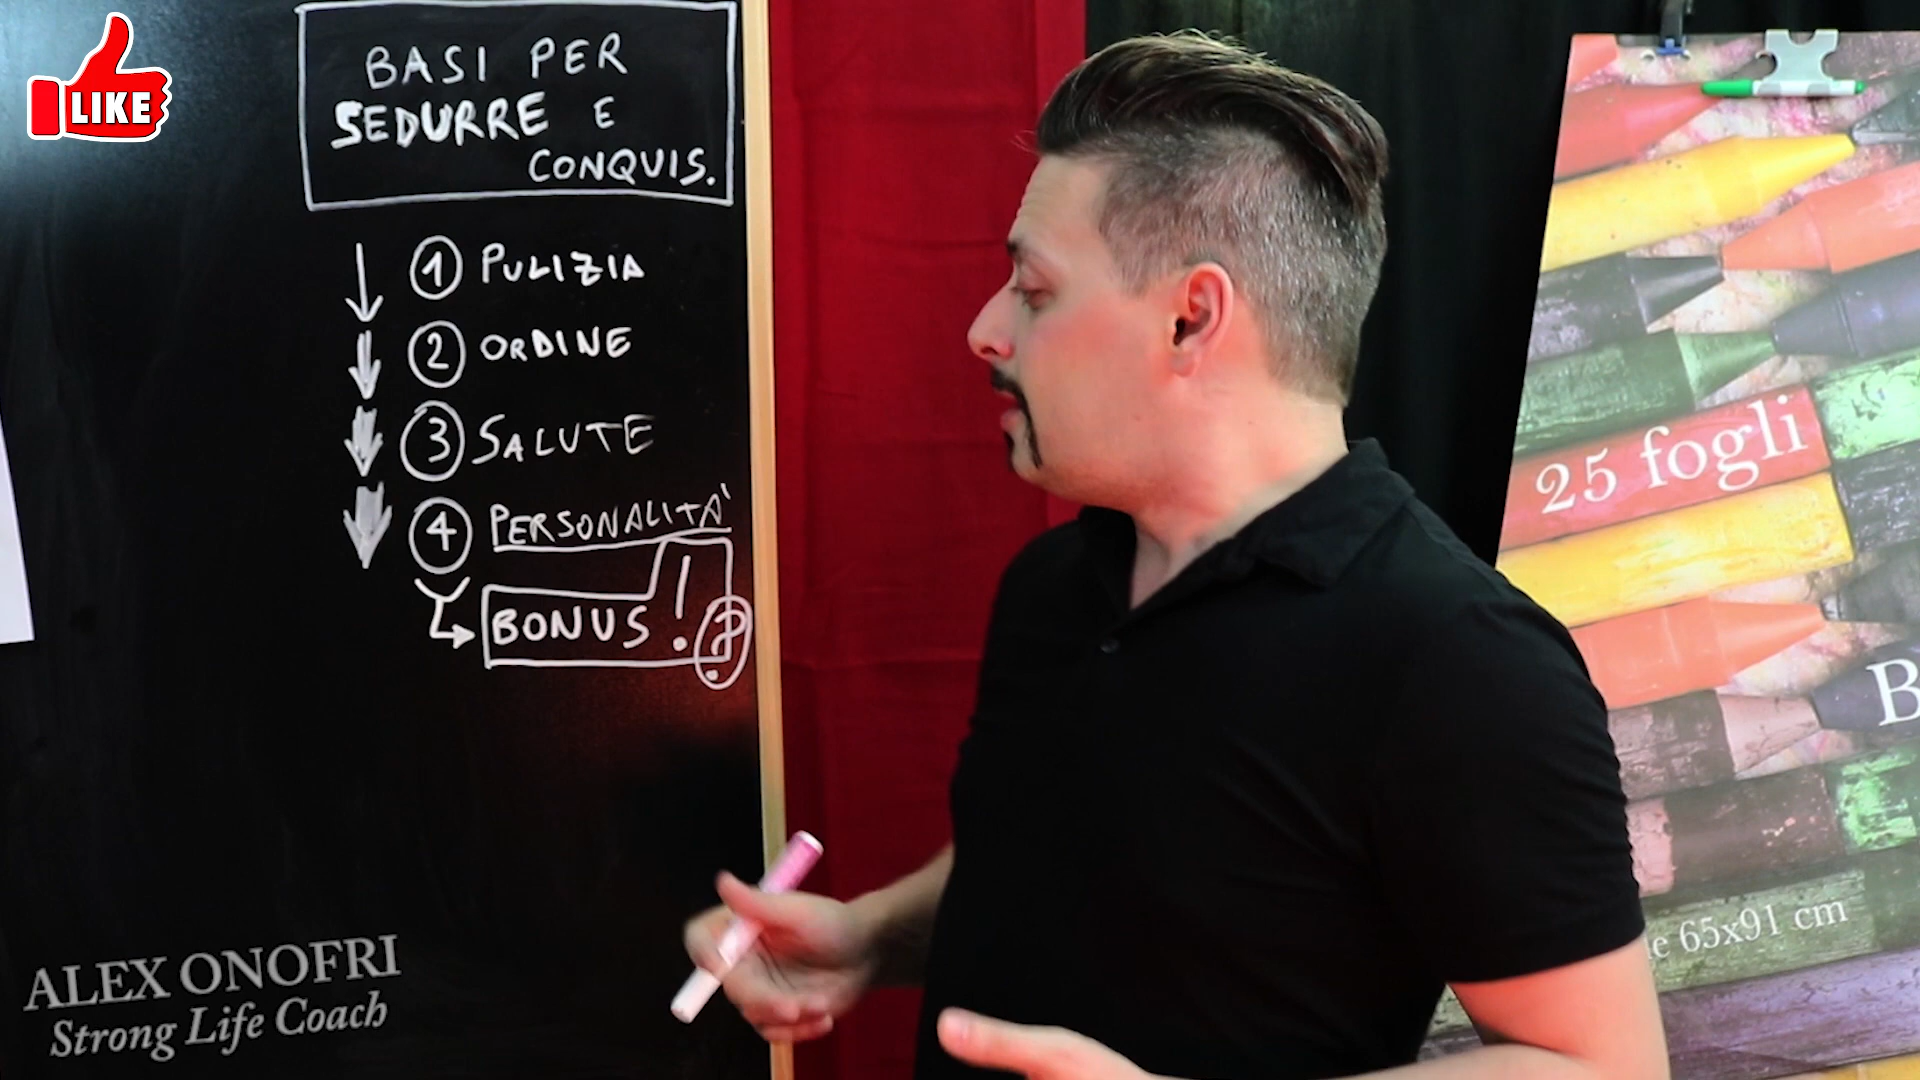 LIKE
BASI PER
SEDURRE E
CONQUIS.
1 PULIZIA
2 ORDINE
3 SALUTE
4 PERSONALITÀ
BONUS! ?
ALEX ONOFRI
Strong Life Coach
25 fogli
B
65x91 cm